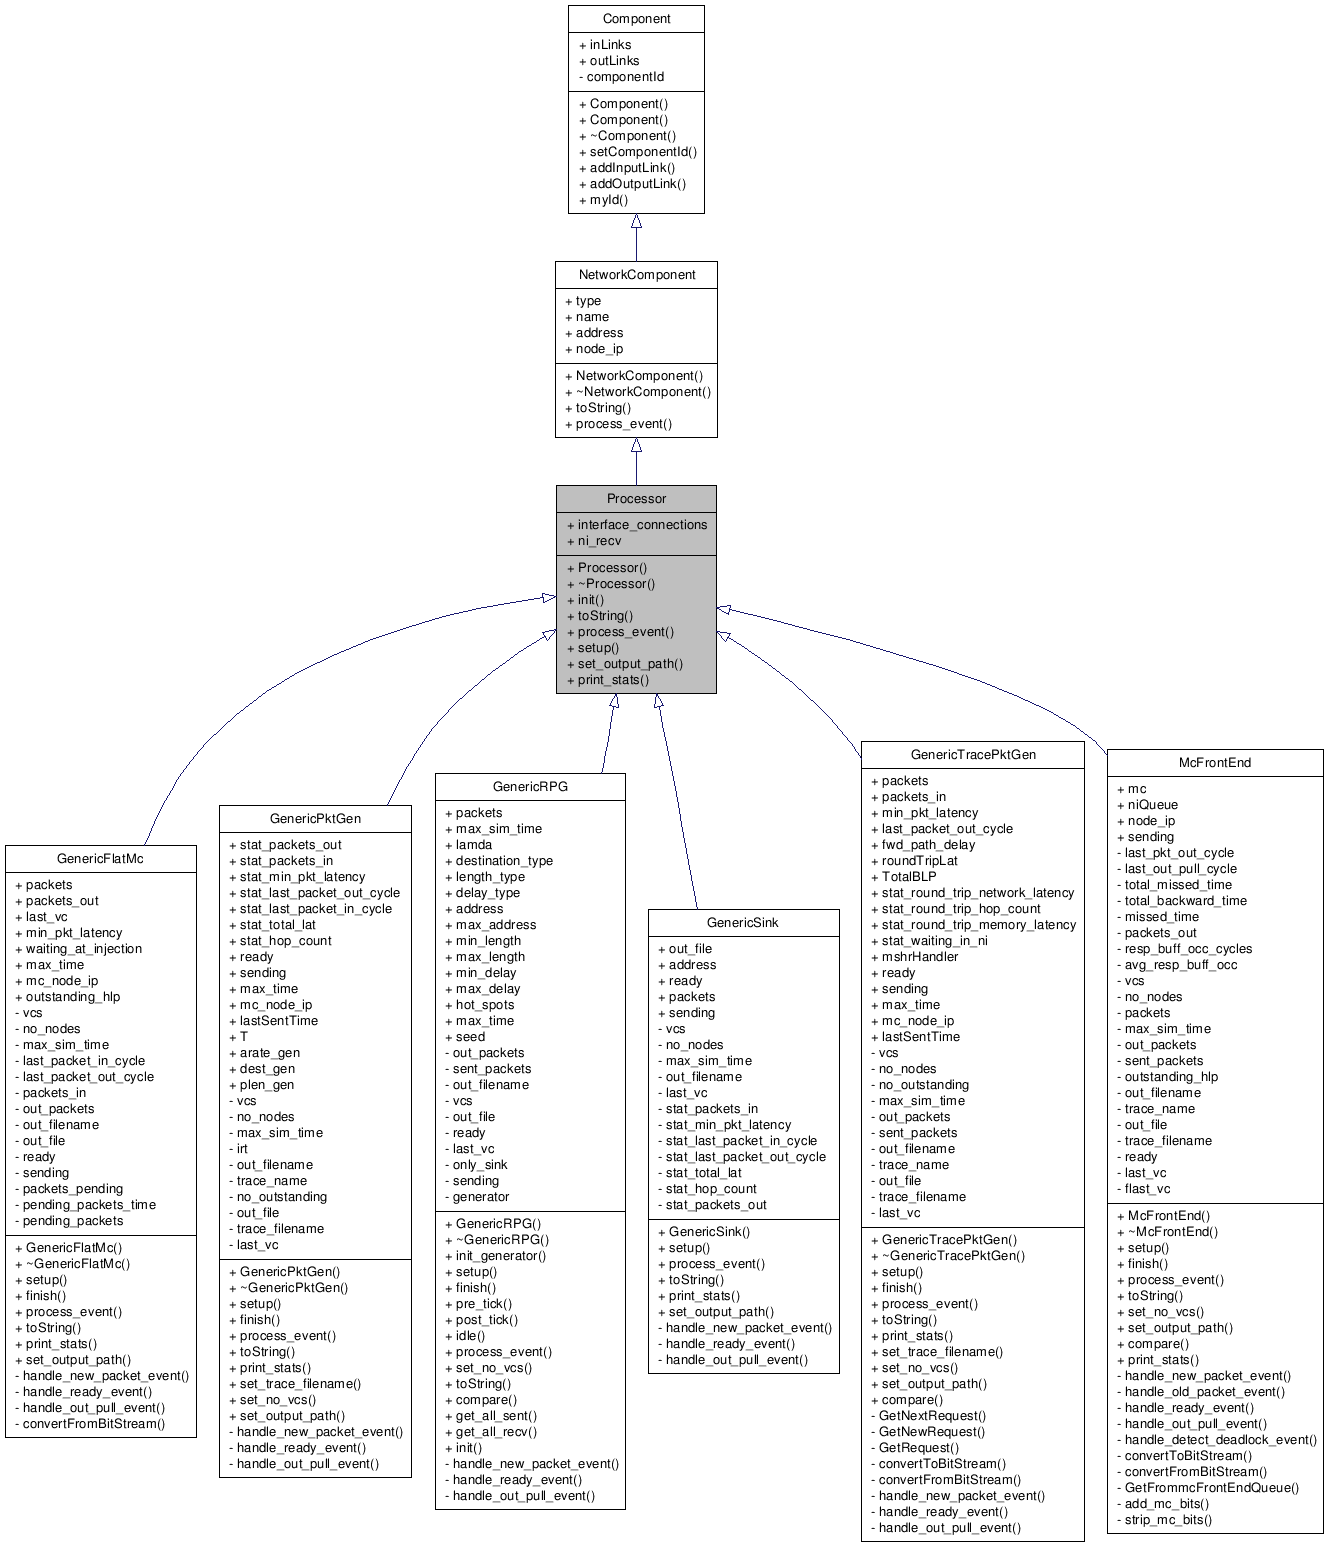 Component
+ inLinks
+ outLinks
- componentId
+ Component()
+ Component()
+ ~Component()
+ setComponentId()
+ addInputLink()
+ addOutputLink()
+ myId()
NetworkComponent
+ type
+ name
+ address
+ node_ip
+ NetworkComponent()
+ ~NetworkComponent()
+ toString()
+ process_event()
Processor
+ interface_connections
+ ni_recv
+ Processor()
+ ~Processor()
+ init()
+ toString()
+ process_event()
+ setup()
+ set_output_path()
+ print_stats()
GenericFlatMc
+ packets
+ packets_out
+ last_vc
+ min_pkt_latency
+ waiting_at_injection
+ max_time
+ mc_node_ip
+ outstanding_hlp
- vcs
- no_nodes
- max_sim_time
- last_packet_in_cycle
- last_packet_out_cycle
- packets_in
- out_packets
- out_filename
- out_file
- ready
- sending
- packets_pending
- pending_packets_time
- pending_packets
+ GenericFlatMc()
+ ~GenericFlatMc()
+ setup()
+ finish()
+ process_event()
+ toString()
+ print_stats()
+ set_output_path()
- handle_new_packet_event()
- handle_ready_event()
- handle_out_pull_event()
- convertFromBitStream()
GenericPktGen
+ stat_packets_out
+ stat_packets_in
+ stat_min_pkt_latency
+ stat_last_packet_out_cycle
+ stat_last_packet_in_cycle
+ stat_total_lat
+ stat_hop_count
+ ready
+ sending
+ max_time
+ mc_node_ip
+ lastSentTime
+ T
+ arate_gen
+ dest_gen
+ plen_gen
- vcs
- no_nodes
- max_sim_time
- irt
- out_filename
- trace_name
- no_outstanding
- out_file
- trace_filename
- last_vc
+ GenericPktGen()
+ ~GenericPktGen()
+ setup()
+ finish()
+ process_event()
+ toString()
+ print_stats()
+ set_trace_filename()
+ set_no_vcs()
+ set_output_path()
- handle_new_packet_event()
- handle_ready_event()
- handle_out_pull_event()
GenericRPG
+ packets
+ max_sim_time
+ lamda
+ destination_type
+ length_type
+ delay_type
+ address
+ max_address
+ min_length
+ max_length
+ min_delay
+ max_delay
+ hot_spots
+ max_time
+ seed
- out_packets
- sent_packets
- out_filename
- vcs
- out_file
- ready
- last_vc
- only_sink
- sending
- generator
+ GenericRPG()
+ ~GenericRPG()
+ init_generator()
+ setup()
+ finish()
+ pre_tick()
+ post_tick()
+ idle()
+ process_event()
+ set_no_vcs()
+ toString()
+ compare()
+ get_all_sent()
+ get_all_recv()
+ init()
- handle_new_packet_event()
- handle_ready_event()
- handle_out_pull_event()
GenericSink
+ out_file
+ address
+ ready
+ packets
+ sending
- vcs
- no_nodes
- max_sim_time
- out_filename
- last_vc
- stat_packets_in
- stat_min_pkt_latency
- stat_last_packet_in_cycle
- stat_last_packet_out_cycle
- stat_total_lat
- stat_hop_count
- stat_packets_out
+ GenericSink()
+ setup()
+ process_event()
+ toString()
+ print_stats()
+ set_output_path()
- handle_new_packet_event()
- handle_ready_event()
- handle_out_pull_event()
GenericTracePktGen
+ packets
+ packets_in
+ min_pkt_latency
+ last_packet_out_cycle
+ fwd_path_delay
+ roundTripLat
+ TotalBLP
+ stat_round_trip_network_latency
+ stat_round_trip_hop_count
+ stat_round_trip_memory_latency
+ stat_waiting_in_ni
+ mshrHandler
+ ready
+ sending
+ max_time
+ mc_node_ip
+ lastSentTime
- vcs
- no_nodes
- no_outstanding
- max_sim_time
- out_packets
- sent_packets
- out_filename
- trace_name
- out_file
- trace_filename
- last_vc
+ GenericTracePktGen()
+ ~GenericTracePktGen()
+ setup()
+ finish()
+ process_event()
+ toString()
+ print_stats()
+ set_trace_filename()
+ set_no_vcs()
+ set_output_path()
+ compare()
- GetNextRequest()
- GetNewRequest()
- GetRequest()
- convertToBitStream()
- convertFromBitStream()
- handle_new_packet_event()
- handle_ready_event()
- handle_out_pull_event()
McFrontEnd
+ mc
+ niQueue
+ node_ip
+ sending
- last_pkt_out_cycle
- last_out_pull_cycle
- total_missed_time
- total_backward_time
- missed_time
- packets_out
- resp_buff_occ_cycles
- avg_resp_buff_occ
- vcs
- no_nodes
- packets
- max_sim_time
- out_packets
- sent_packets
- outstanding_hlp
- out_filename
- trace_name
- out_file
- trace_filename
- ready
- last_vc
- flast_vc
+ McFrontEnd()
+ ~McFrontEnd()
+ setup()
+ finish()
+ process_event()
+ toString()
+ set_no_vcs()
+ set_output_path()
+ compare()
+ print_stats()
- handle_new_packet_event()
- handle_old_packet_event()
- handle_ready_event()
- handle_out_pull_event()
- handle_detect_deadlock_event()
- convertToBitStream()
- convertFromBitStream()
- GetFrommcFrontEndQueue()
- add_mc_bits()
- strip_mc_bits()